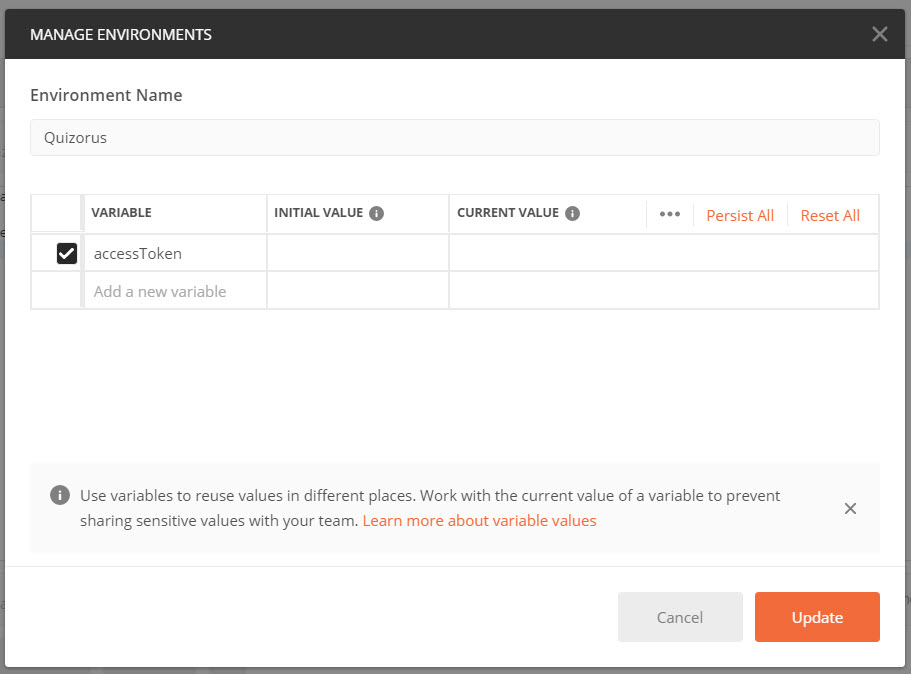 MANAGE ENVIRONMENTS
Environment Name
Quizorus
VARIABLE INITIAL VALUE CURRENT VALUE ••• Persist All Reset All
accessToken
Add a new variable
Use variables to reuse values in different places. Work with the current value of a variable to prevent
sharing sensitive values with your team. Learn more about variable values
Cancel Update